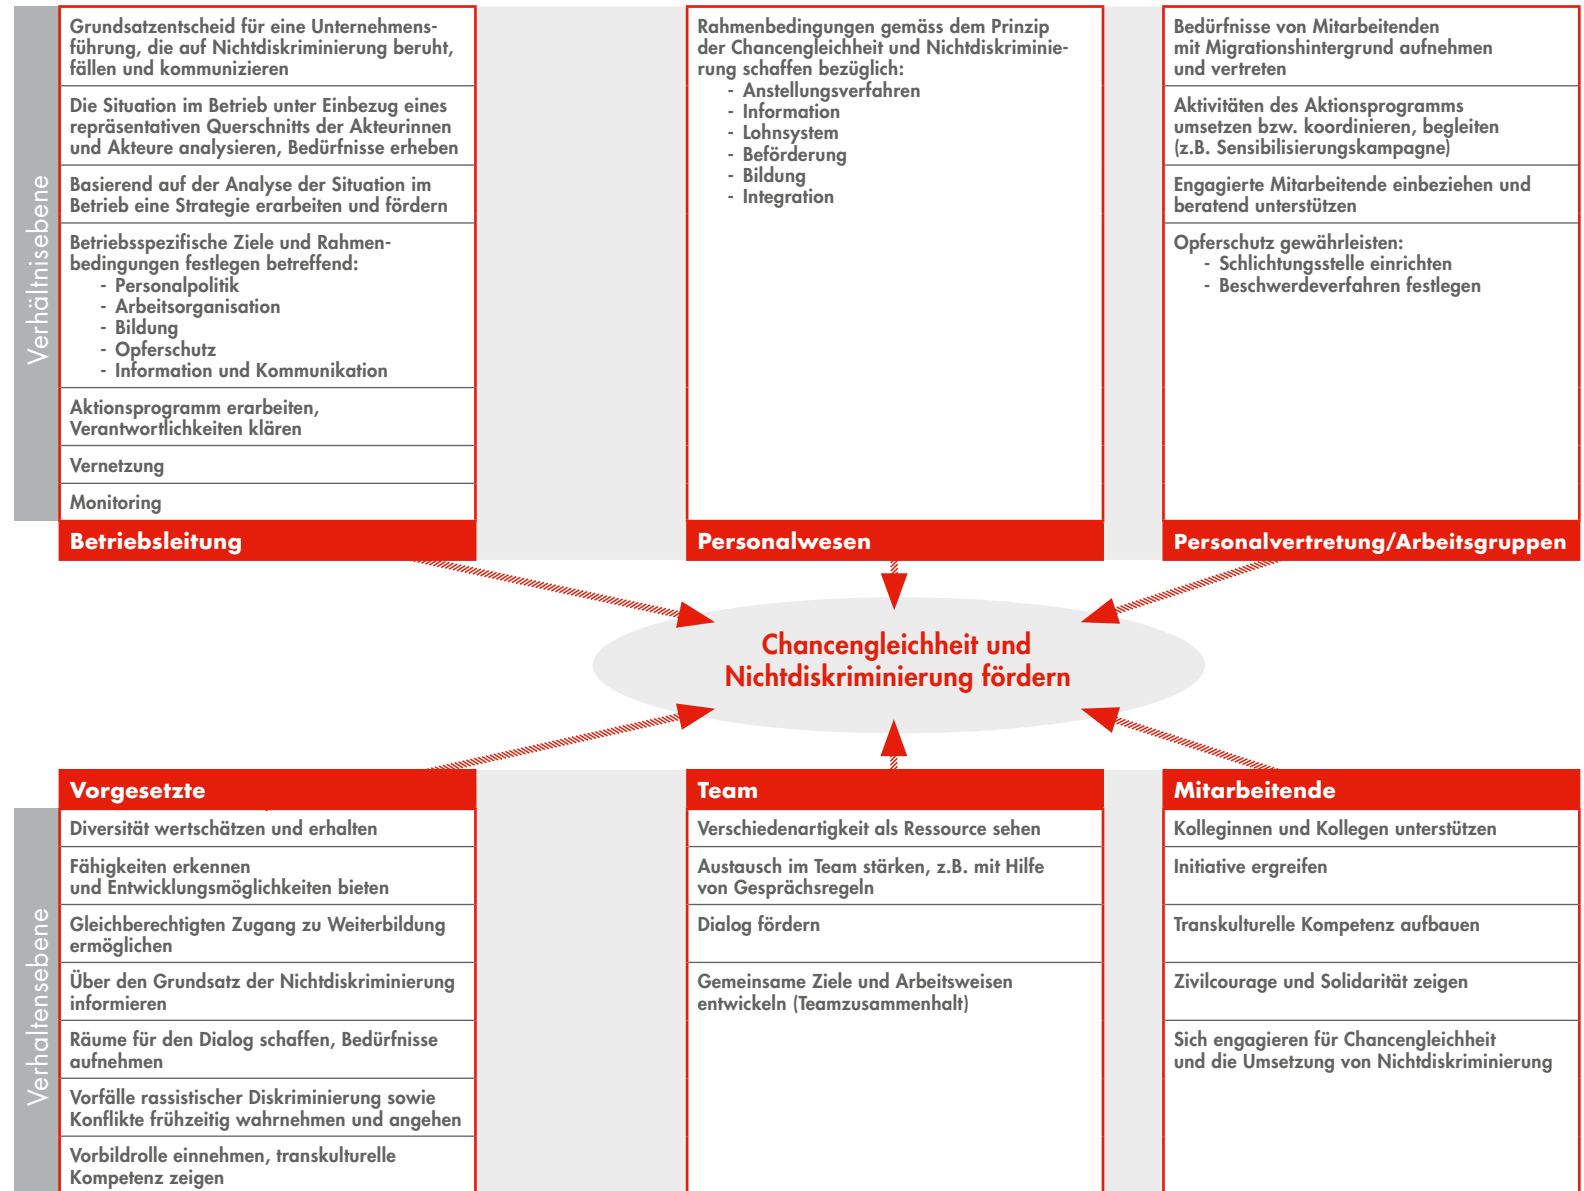 Verhältnisebene
Grundsatzentscheid für eine Unternehmens-
führung, die auf Nichtdiskriminierung beruht,
fällen und kommunizieren
Die Situation im Betrieb unter Einbezug eines
repräsentativen Querschnitts der Akteurinnen
und Akteure analysieren, Bedürfnisse erheben
Basierend auf der Analyse der Situation im
Betrieb eine Strategie erarbeiten und fördern
Betriebsspezifische Ziele und Rahmen-
bedingungen festlegen betreffend:
- Personalpolitik
- Arbeitsorganisation
- Bildung
- Opferschutz
- Information und Kommunikation
Aktionsprogramm erarbeiten,
Verantwortlichkeiten klären
Vernetzung
Monitoring
Betriebsleitung
Rahmenbedingungen gemäss dem Prinzip
der Chancengleichheit und Nichtdiskriminie-
rung schaffen bezüglich:
- Anstellungsverfahren
- Information
- Lohnsystem
- Beförderung
- Bildung
- Integration
Personalwesen
Bedürfnisse von Mitarbeitenden
mit Migrationshintergrund aufnehmen
und vertreten
Aktivitäten des Aktionsprogramms
umsetzen bzw. koordinieren, begleiten
(z.B. Sensibilisierungskampagne)
Engagierte Mitarbeitende einbeziehen und
beratend unterstützen
Opferschutz gewährleisten:
- Schlichtungsstelle einrichten
- Beschwerdeverfahren festlegen
Personalvertretung/Arbeitsgruppen
Chancengleichheit und
Nichtdiskriminierung fördern
Verhaltensebene
Vorgesetzte
Diversität wertschätzen und erhalten
Fähigkeiten erkennen
und Entwicklungsmöglichkeiten bieten
Gleichberechtigten Zugang zu Weiterbildung
ermöglichen
Über den Grundsatz der Nichtdiskriminierung
informieren
Räume für den Dialog schaffen, Bedürfnisse
aufnehmen
Vorfälle rassistischer Diskriminierung sowie
Konflikte frühzeitig wahrnehmen und angehen
Vorbildrolle einnehmen, transkulturelle
Kompetenz zeigen
Team
Verschiedenartigkeit als Ressource sehen
Austausch im Team stärken, z.B. mit Hilfe
von Gesprächsregeln
Dialog fördern
Gemeinsame Ziele und Arbeitsweisen
entwickeln (Teamzusammenhalt)
Mitarbeitende
Kolleginnen und Kollegen unterstützen
Initiative ergreifen
Transkulturelle Kompetenz aufbauen
Zivilcourage und Solidarität zeigen
Sich engagieren für Chancengleichheit
und die Umsetzung von Nichtdiskriminierung